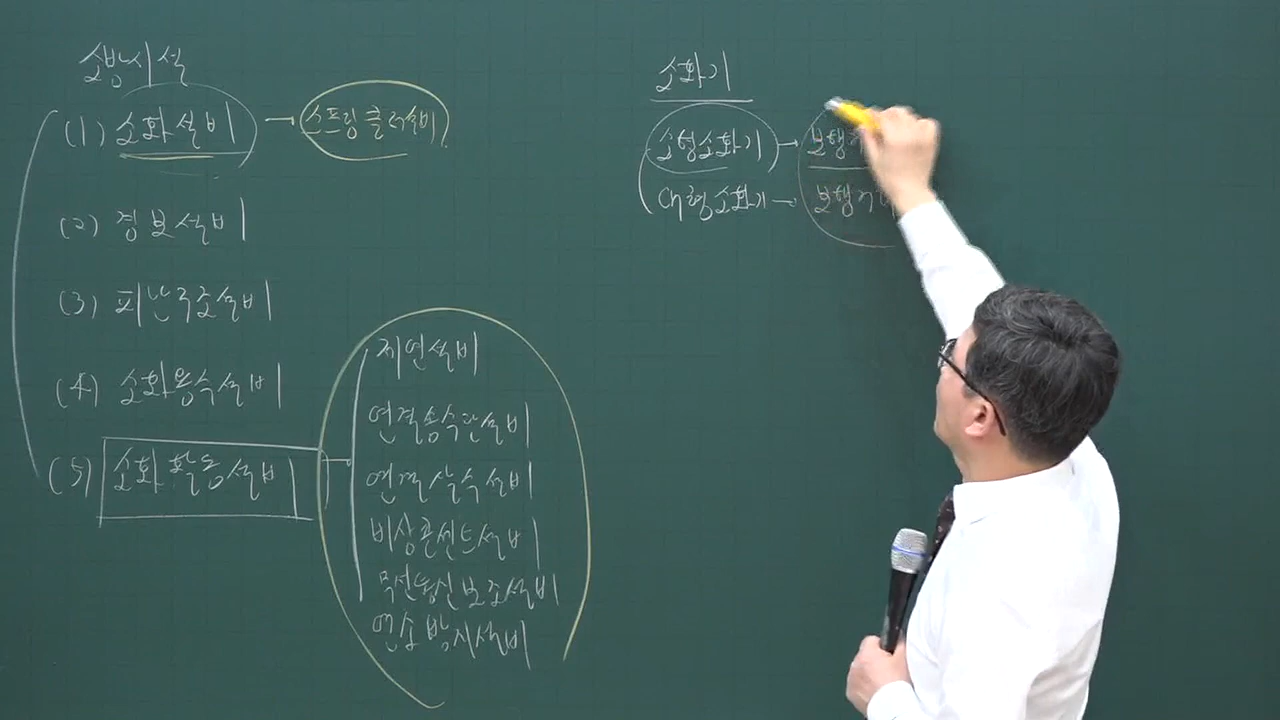 소방시설
(1) 소화설비 → 스프링클러설비
(2) 경보설비
(3) 피난구조설비
(4) 소화용수설비
(5) 소화활동설비
제연설비
연결송수관설비
연결살수설비
비상콘센트설비
무선통신보조설비
연소방지설비
소화기
소형소화기 → 보행
대형소화기 → 보행거리